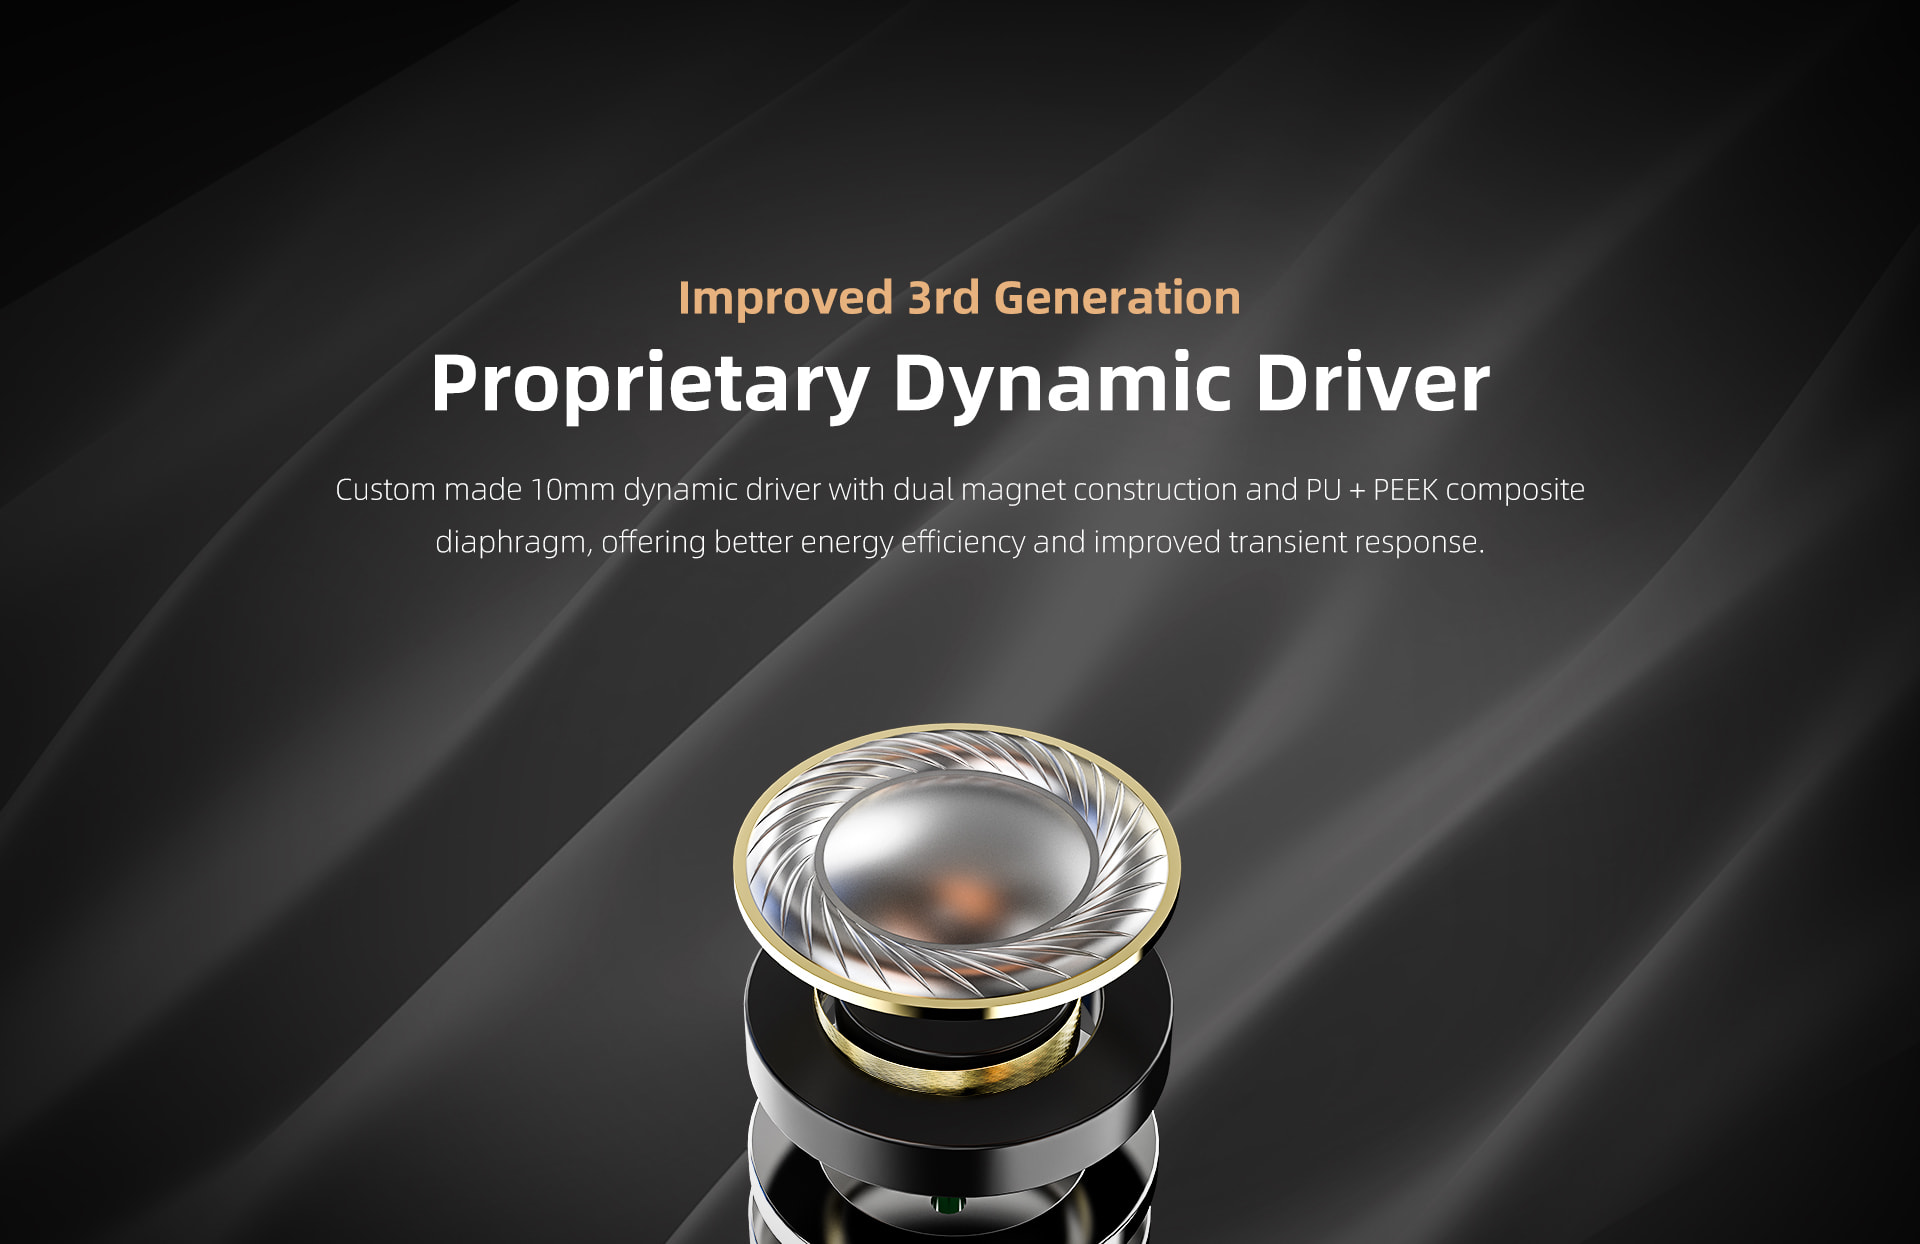 Improved 3rd Generation
Proprietary Dynamic Driver
Custom made 10mm dynamic driver with dual magnet construction and PU + PEEK composite
diaphragm, offering better energy efficiency and improved transient response.